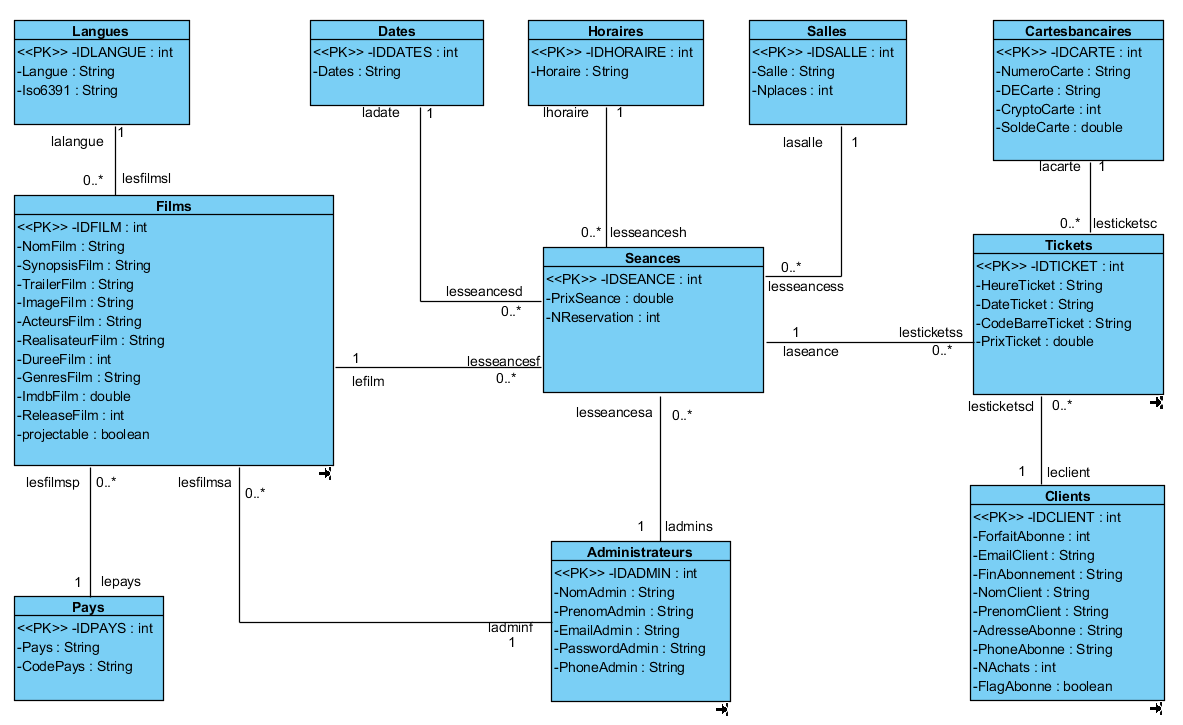 Langues
<<PK>> -IDLANGUE : int
-Langue : String
-Iso6391 : String
Dates
<<PK>> -IDDATES : int
-Dates : String
Horaires
<<PK>> -IDHORAIRE : int
-Horaire : String
Salles
<<PK>> -IDSALLE : int
-Salle : String
-Nplaces : int
Cartesbancaires
<<PK>> -IDCARTE : int
-NumeroCarte : String
-DECarte : String
-CryptoCarte : int
-SoldeCarte : double
1
lalangue
0..*
lesfilmsl
ladate
1
lhoraire
1
lasalle
1
lacarte
1
0..*
lesseancesh
0..*
lesseancess
0..*
lesticketsc
Films
<<PK>> -IDFILM : int
-NomFilm : String
-SynopsisFilm : String
-TrailerFilm : String
-ImageFilm : String
-ActeursFilm : String
-RealisateurFilm : String
-DureeFilm : int
-GenresFilm : String
-ImdbFilm : double
-ReleaseFilm : int
-projectable : boolean
lesseancesd
0..*
1
lefilm
lesseancesf
0..*
Seances
<<PK>> -IDSEANCE : int
-PrixSeance : double
-NReservation : int
1
laseance
lesticketss
0..*
Tickets
<<PK>> -IDTICKET : int
-HeureTicket : String
-DateTicket : String
-CodeBarreTicket : String
-PrixTicket : double
lesseancesa
0..*
lesticketscl
0..*
1
leclient
lesfilmsp
0..*
lesfilmsa
0..*
1
ladmins
1
lepays
ladminf
1
Pays
<<PK>> -IDPAYS : int
-Pays : String
-CodePays : String
Administrateurs
<<PK>> -IDADMIN : int
-NomAdmin : String
-PrenomAdmin : String
-EmailAdmin : String
-PasswordAdmin : String
-PhoneAdmin : String
Clients
<<PK>> -IDCLIENT : int
-ForfaitAbonne : int
-EmailClient : String
-FinAbonnement : String
-NomClient : String
-PrenomClient : String
-AdresseAbonne : String
-PhoneAbonne : String
-NAchats : int
-FlagAbonne : boolean